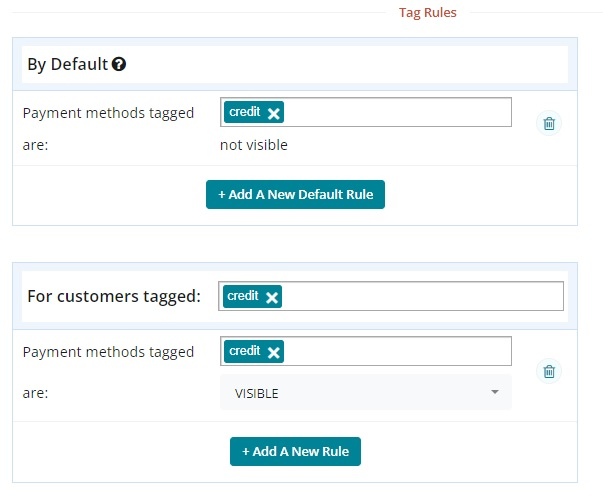 Tag Rules
By Default ?
Payment methods tagged
credit ×
are:
not visible
+ Add A New Default Rule
For customers tagged:
credit ×
Payment methods tagged
credit ×
are:
VISIBLE
+ Add A New Rule